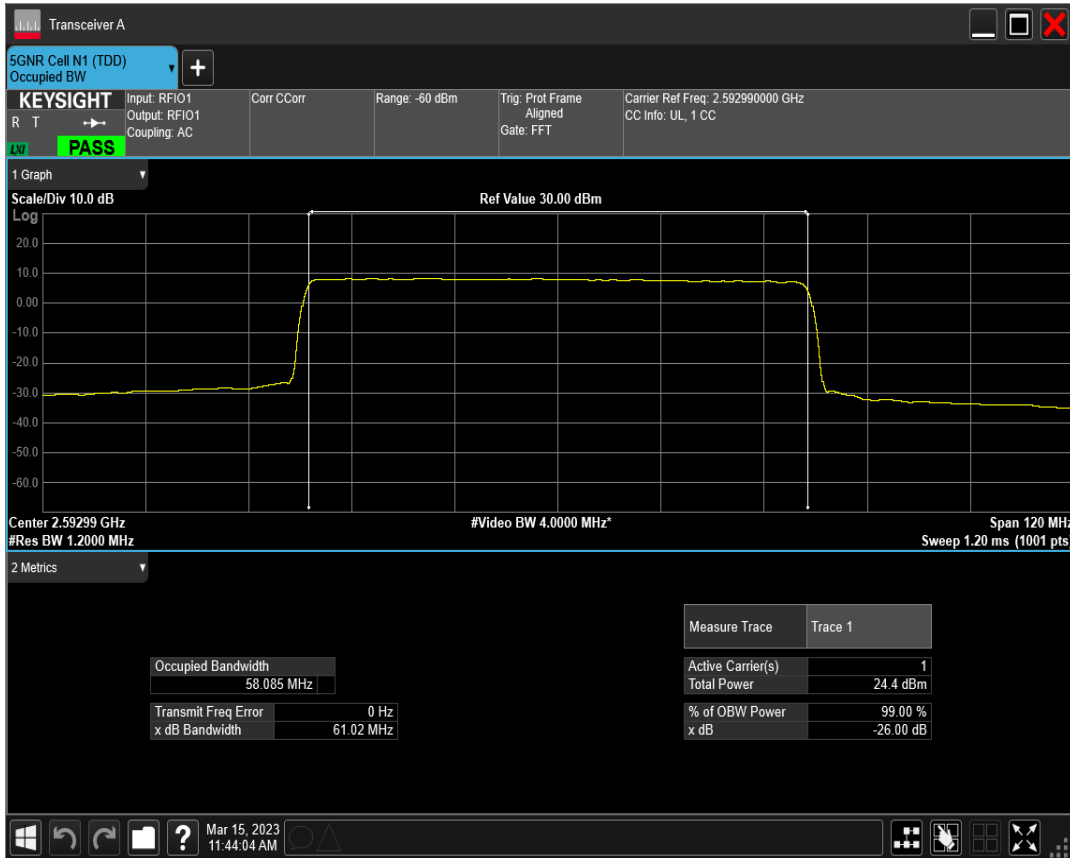 Transceiver A
5GNR Cell N1 (TDD)
Occupied BW
+
KEYSIGHT
R T
LXI
PASS
Input: RFIO1
Output: RFIO1
Coupling: AC
Corr CCorr
Range: -60 dBm
Trig: Prot Frame
Aligned
Gate: FFT
Carrier Ref Freq: 2.592990000 GHz
CC Info: UL, 1 CC
1 Graph
Scale/Div 10.0 dB
Ref Value 30.00 dBm
Log
20.0
10.0
0.00
-10.0
-20.0
-30.0
-40.0
-50.0
-60.0
Center 2.59299 GHz
#Video BW 4.0000 MHz*
Span 120 MHz
#Res BW 1.2000 MHz
Sweep 1.20 ms (1001 pts)
2 Metrics
Measure Trace Trace 1
Occupied Bandwidth
58.085 MHz
Active Carrier(s) 1
Total Power 24.4 dBm
Transmit Freq Error 0 Hz
x dB Bandwidth 61.02 MHz
% of OBW Power 99.00 %
x dB -26.00 dB
?
Mar 15, 2023
11:44:04 AM